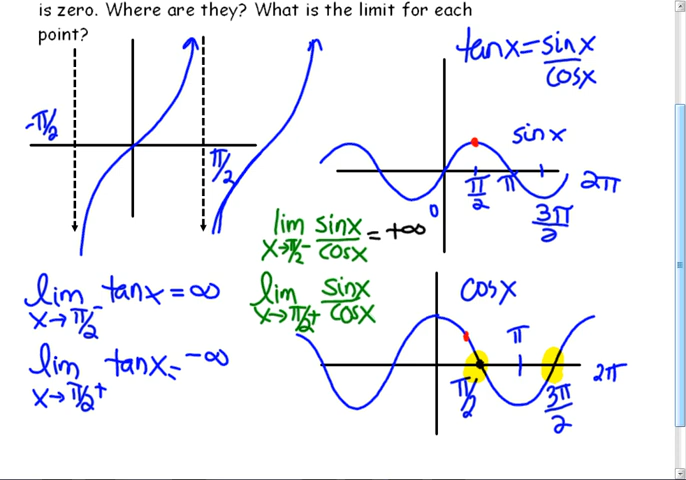 is zero. Where are they? What is the limit for each
point?
tanx = sinx/cosx
-π/2
π/2
sinx
0 π/2 π 3π/2 2π
lim x→π/2⁻ sinx/cosx = +∞
lim x→π/2⁻ tanx = ∞
lim x→π/2⁺ sinx/cosx
lim x→π/2⁺ tanx = -∞
cosx
π/2 π 3π/2 2π